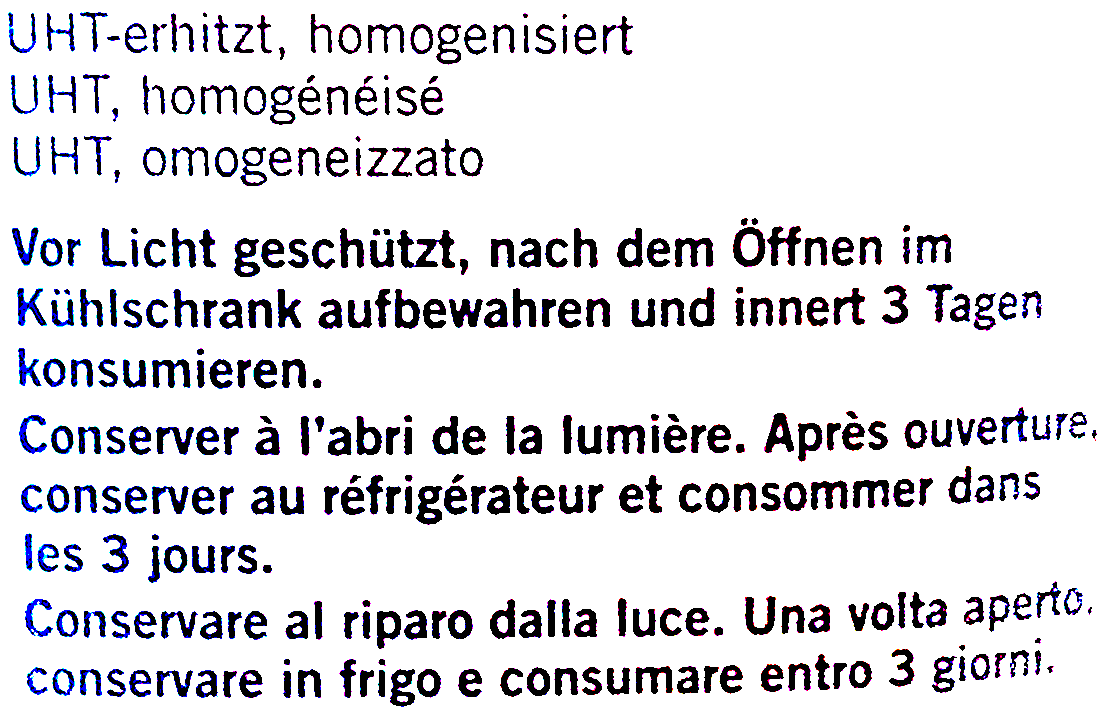 UHT-erhitzt, homogenisiert
UHT, homogénéisé
UHT, omogeneizzato
Vor Licht geschützt, nach dem Öffnen im
Kühlschrank aufbewahren und innert 3 Tagen
konsumieren.
Conserver à l'abri de la lumière. Après ouverture,
conserver au réfrigérateur et consommer dans
les 3 jours.
Conservare al riparo dalla luce. Una volta aperto,
conservare in frigo e consumare entro 3 giorni.